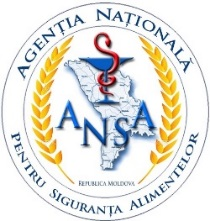 AGENȚIA NAȚIONALĂ
ANSA
REPUBLICA MOLDOVA
PENTRU SIGURANȚA ALIMENTELOR